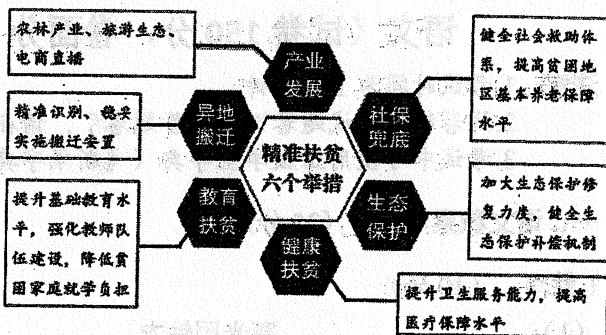 农林产业、旅游生态、
电商直播
产业
发展
健全社会救助体
系，提高贫困地
区基本养老保障
水平
社保
兜底
精准识别、稳妥
实施搬迁安置
异地
搬迁
精准扶贫
六个举措
提升基础教育水
平，强化教师队
伍建设，降低贫
困家庭就学负担
教育
扶贫
生态
保护
加大生态保护修
复力度，健全生
态保护补偿机制
健康
扶贫
提升卫生服务能力，提高
医疗保障水平